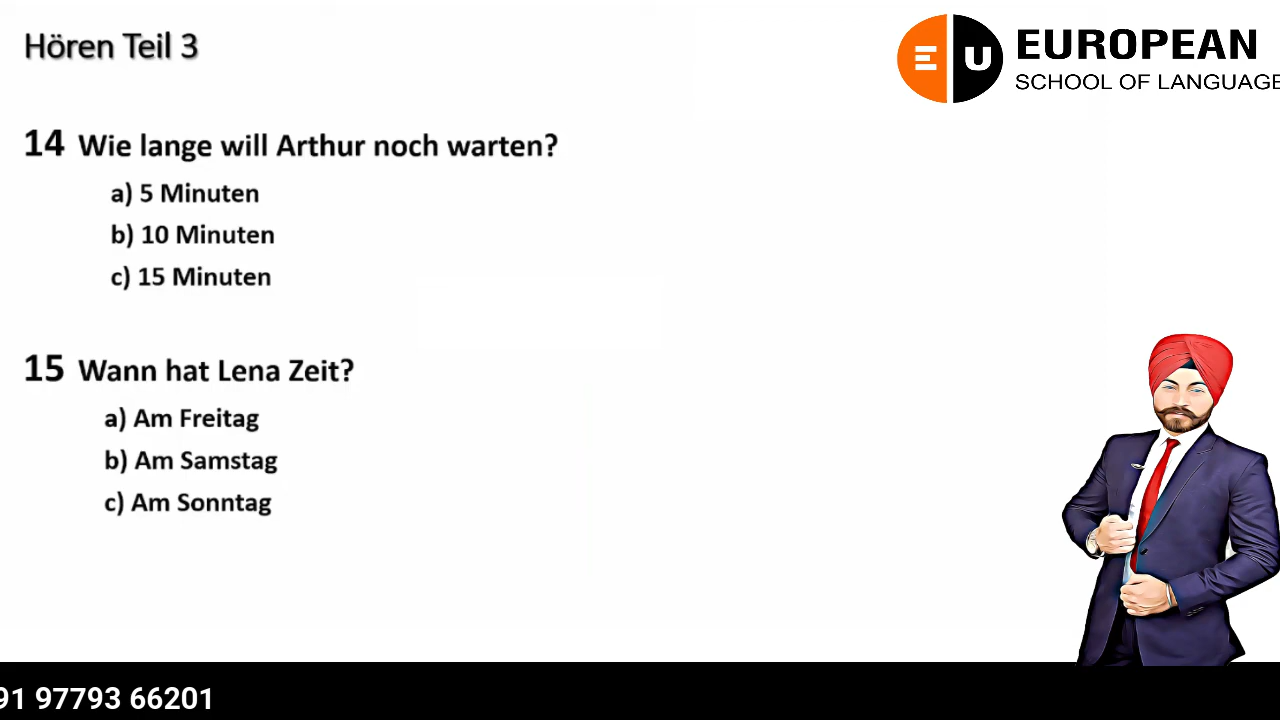 Hören Teil 3
E U EUROPEAN
SCHOOL OF LANGUAGE
14 Wie lange will Arthur noch warten?
a) 5 Minuten
b) 10 Minuten
c) 15 Minuten
15 Wann hat Lena Zeit?
a) Am Freitag
b) Am Samstag
c) Am Sonntag
91 97793 66201